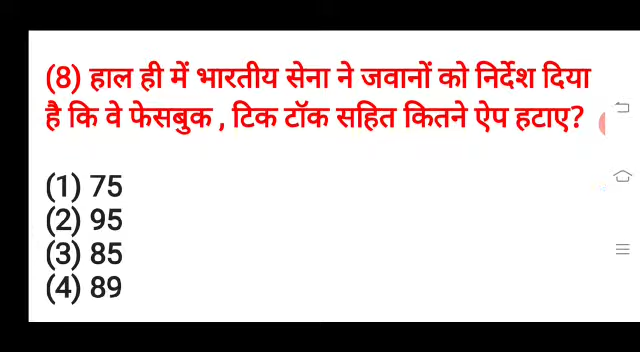 (8) हाल ही में भारतीय सेना ने जवानों को निर्देश दिया
है कि वे फेसबुक , टिक टॉक सहित कितने ऐप हटाए?
(1) 75
(2) 95
(3) 85
(4) 89